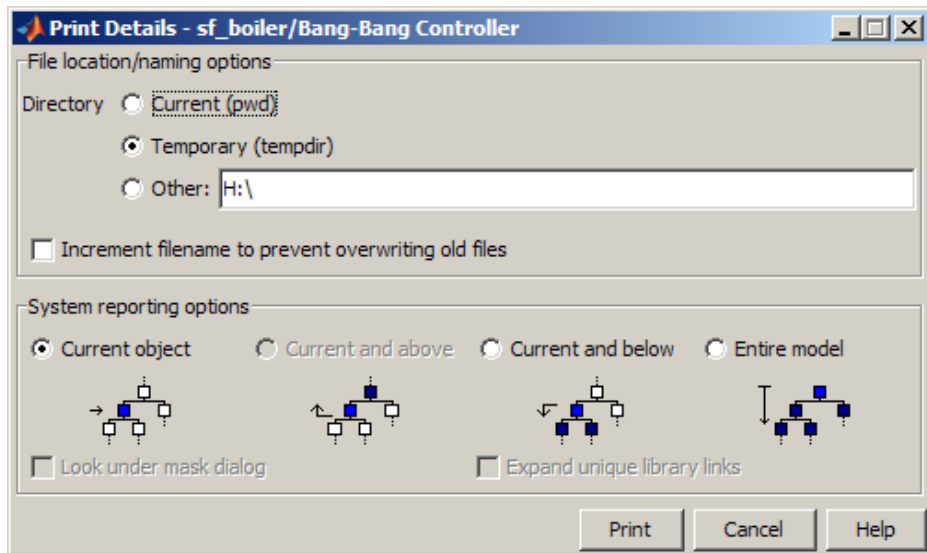 Print Details - sf_boiler/Bang-Bang Controller
File location/naming options
Directory Current (pwd)
Temporary (tempdir)
Other: H:\
Increment filename to prevent overwriting old files
System reporting options
Current object Current and above Current and below Entire model
Look under mask dialog Expand unique library links
Print Cancel Help